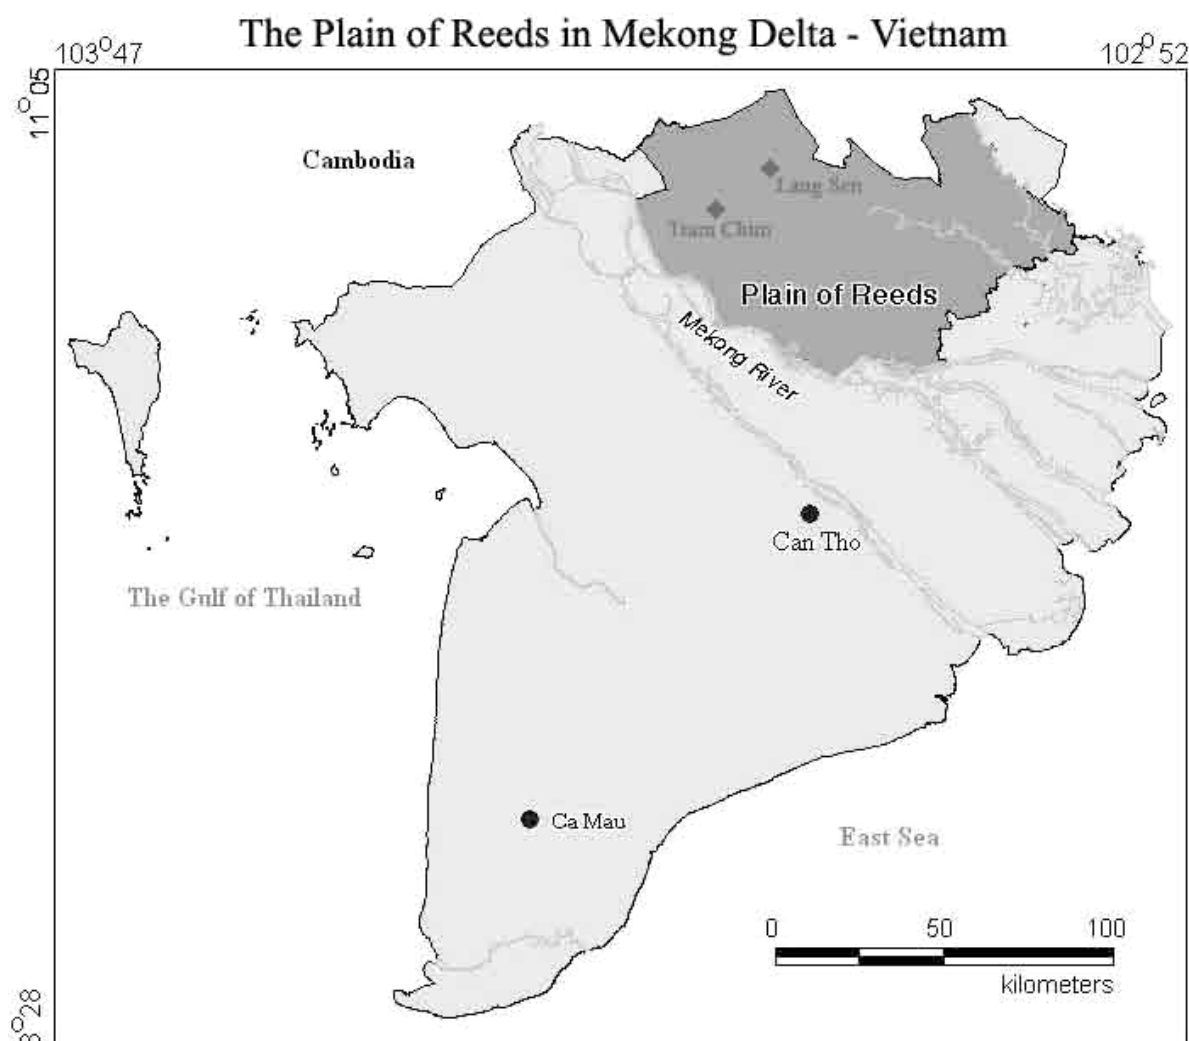 The Plain of Reeds in Mekong Delta - Vietnam
103°47
102°52
11°05
Cambodia
Lang Sen
Tram Chim
Plain of Reeds
Mekong River
Can Tho
The Gulf of Thailand
Ca Mau
East Sea
0 50 100
kilometers
8°28